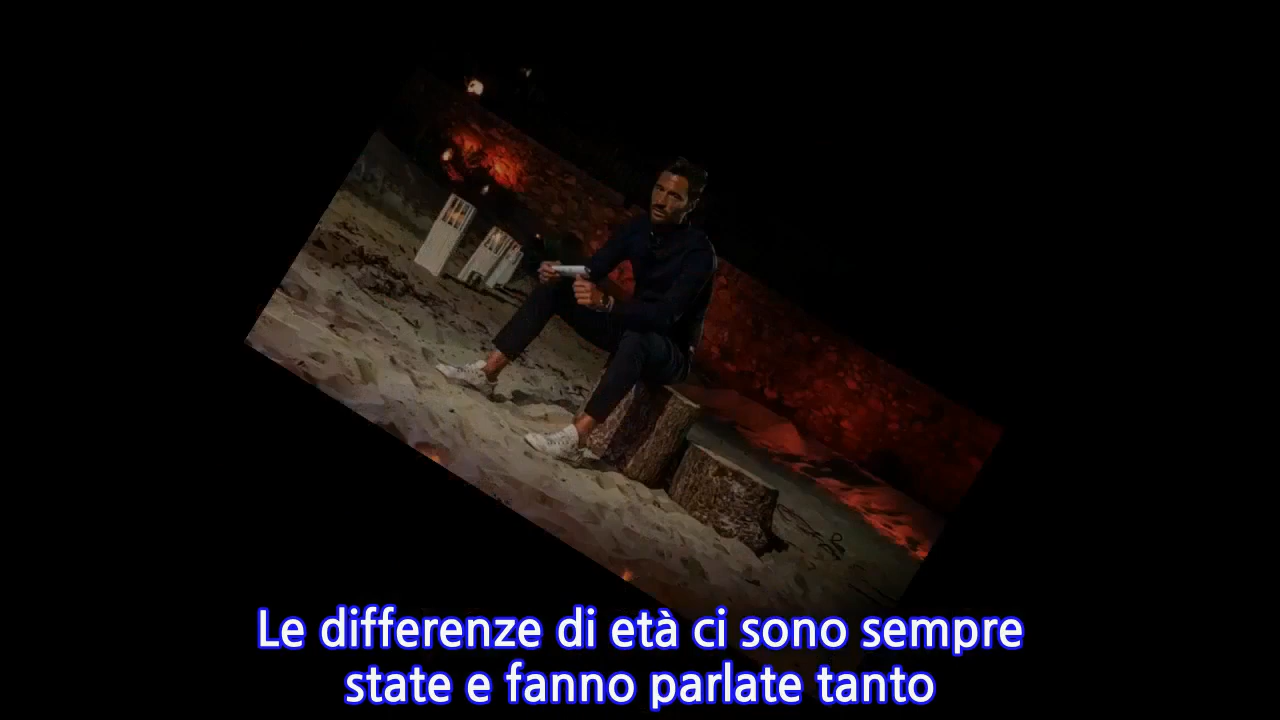 Le differenze di età ci sono sempre
state e fanno parlate tanto